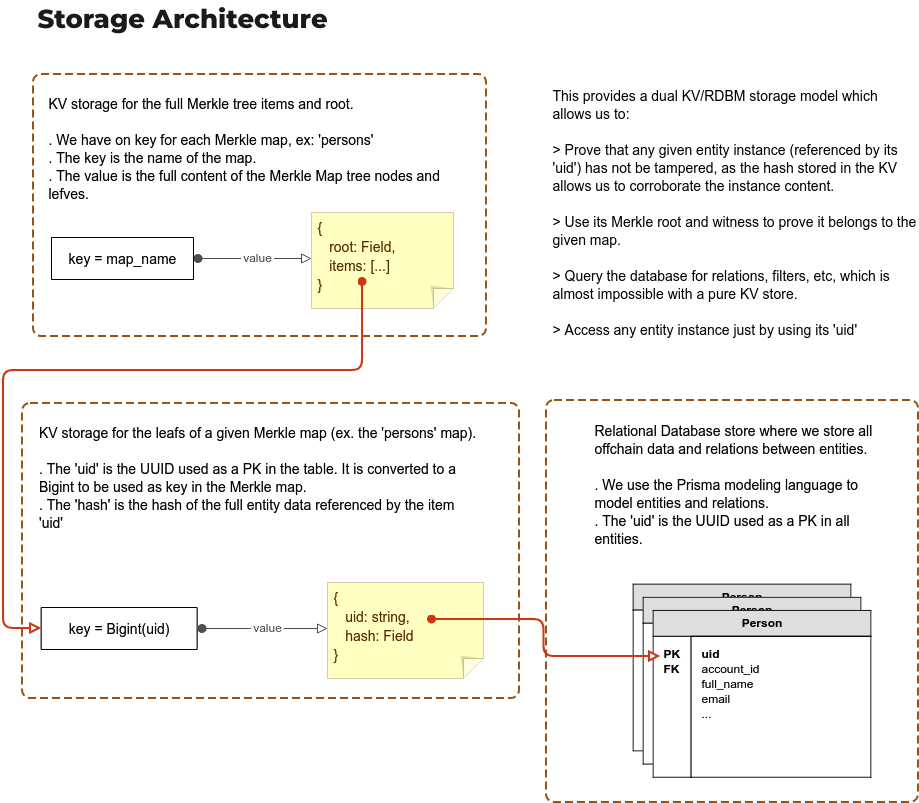 Storage Architecture
KV storage for the full Merkle tree items and root.
. We have on key for each Merkle map, ex: 'persons'
. The key is the name of the map.
. The value is the full content of the Merkle Map tree nodes and
lefves.
key = map_name
value
{
root: Field,
items: [...]
}
This provides a dual KV/RDBM storage model which
allows us to:
> Prove that any given entity instance (referenced by its
'uid') has not be tampered, as the hash stored in the KV
allows us to corroborate the instance content.
> Use its Merkle root and witness to prove it belongs to the
given map.
> Query the database for relations, filters, etc, which is
almost impossible with a pure KV store.
> Access any entity instance just by using its 'uid'
KV storage for the leafs of a given Merkle map (ex. the 'persons' map).
. The 'uid' is the UUID used as a PK in the table. It is converted to a
Bigint to be used as key in the Merkle map.
. The 'hash' is the hash of the full entity data referenced by the item
'uid'
key = Bigint(uid)
value
{
uid: string,
hash: Field
}
Relational Database store where we store all
offchain data and relations between entities.
. We use the Prisma modeling language to
model entities and relations.
. The 'uid' is the UUID used as a PK in all
entities.
Person
Person
Person
PK uid
FK account_id
full_name
email
...